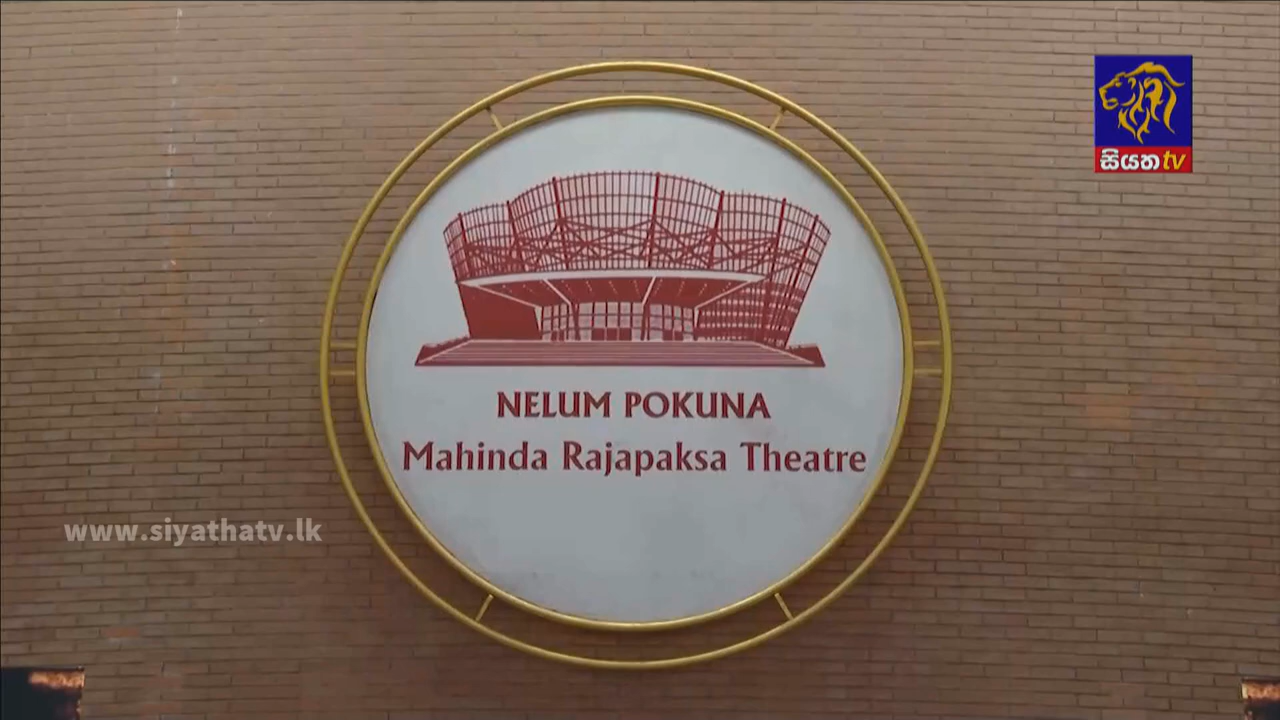 සියත tv
NELUM POKUNA
Mahinda Rajapaksa Theatre
www.siyathatv.lk